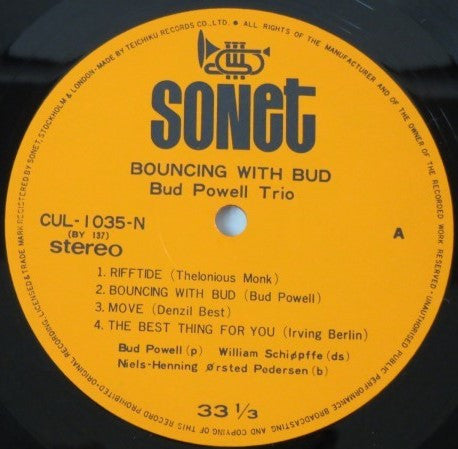 SONET
BOUNCING WITH BUD
Bud Powell Trio
CUL-1035-N
(BY 137)
stereo
A
1. RIFFTIDE (Thelonious Monk)
2. BOUNCING WITH BUD (Bud Powell)
3. MOVE (Denzil Best)
4. THE BEST THING FOR YOU (Irving Berlin)
Bud Powell (p) William Schiøpffe (ds)
Niels-Henning Ørsted Pedersen (b)
33 1/3
TRADE MARK REGISTERED BY SONET, STOCKHOLM & LONDON·MADE BY TEICHIKU RECORDS CO., LTD. • ALL RIGHTS OF THE MANUFACTURER AND OF THE OWNER OF THE RECORDED WORK RESERVED·UNAUTHORISED PUBLIC PERFORMANCE BROADCASTING AND COPYING OF THIS RECORD PROHIBITED·ORIGINAL RECORDING LICENSED &